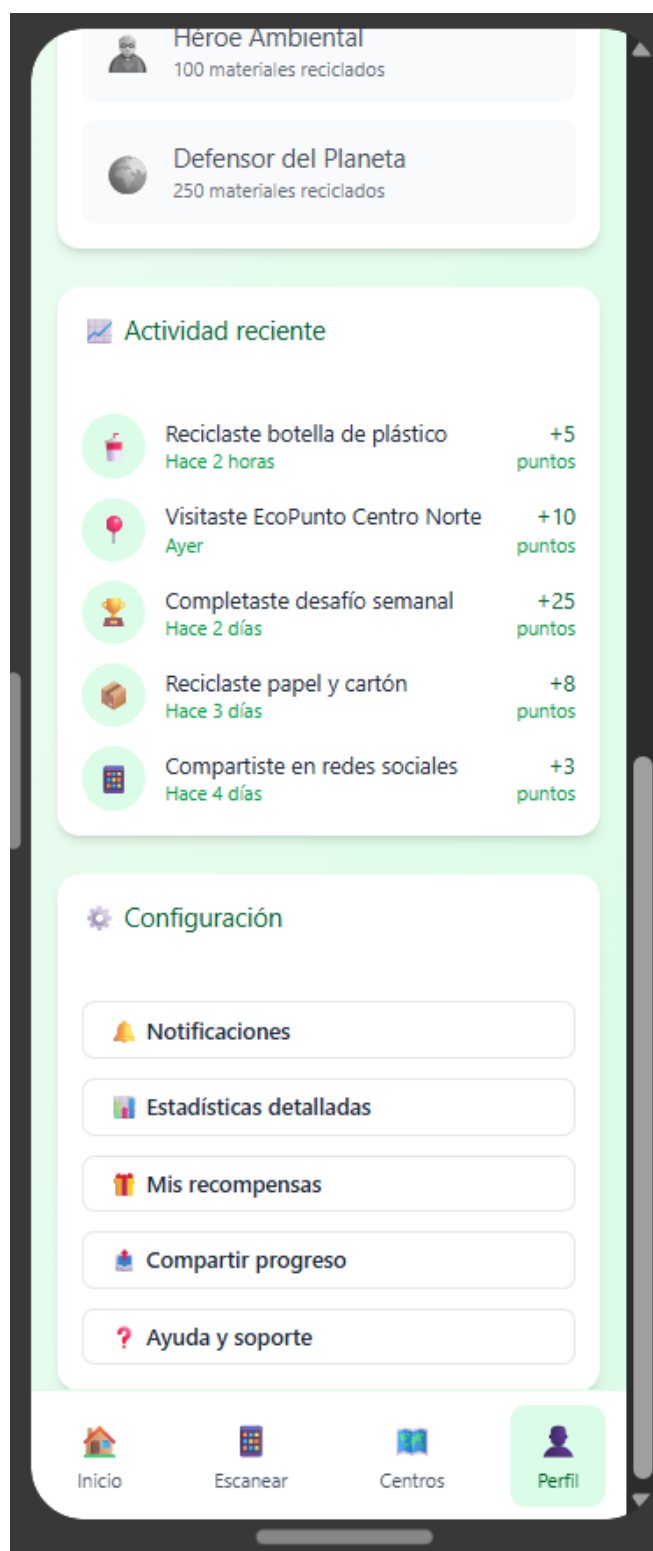 Héroe Ambiental
100 materiales reciclados
Defensor del Planeta
250 materiales reciclados
Actividad reciente
Reciclaste botella de plástico +5
Hace 2 horas puntos
Visitaste EcoPunto Centro Norte +10
Ayer puntos
Completaste desafío semanal +25
Hace 2 días puntos
Reciclaste papel y cartón +8
Hace 3 días puntos
Compartiste en redes sociales +3
Hace 4 días puntos
Configuración
Notificaciones
Estadísticas detalladas
Mis recompensas
Compartir progreso
Ayuda y soporte
Inicio Escanear Centros Perfil